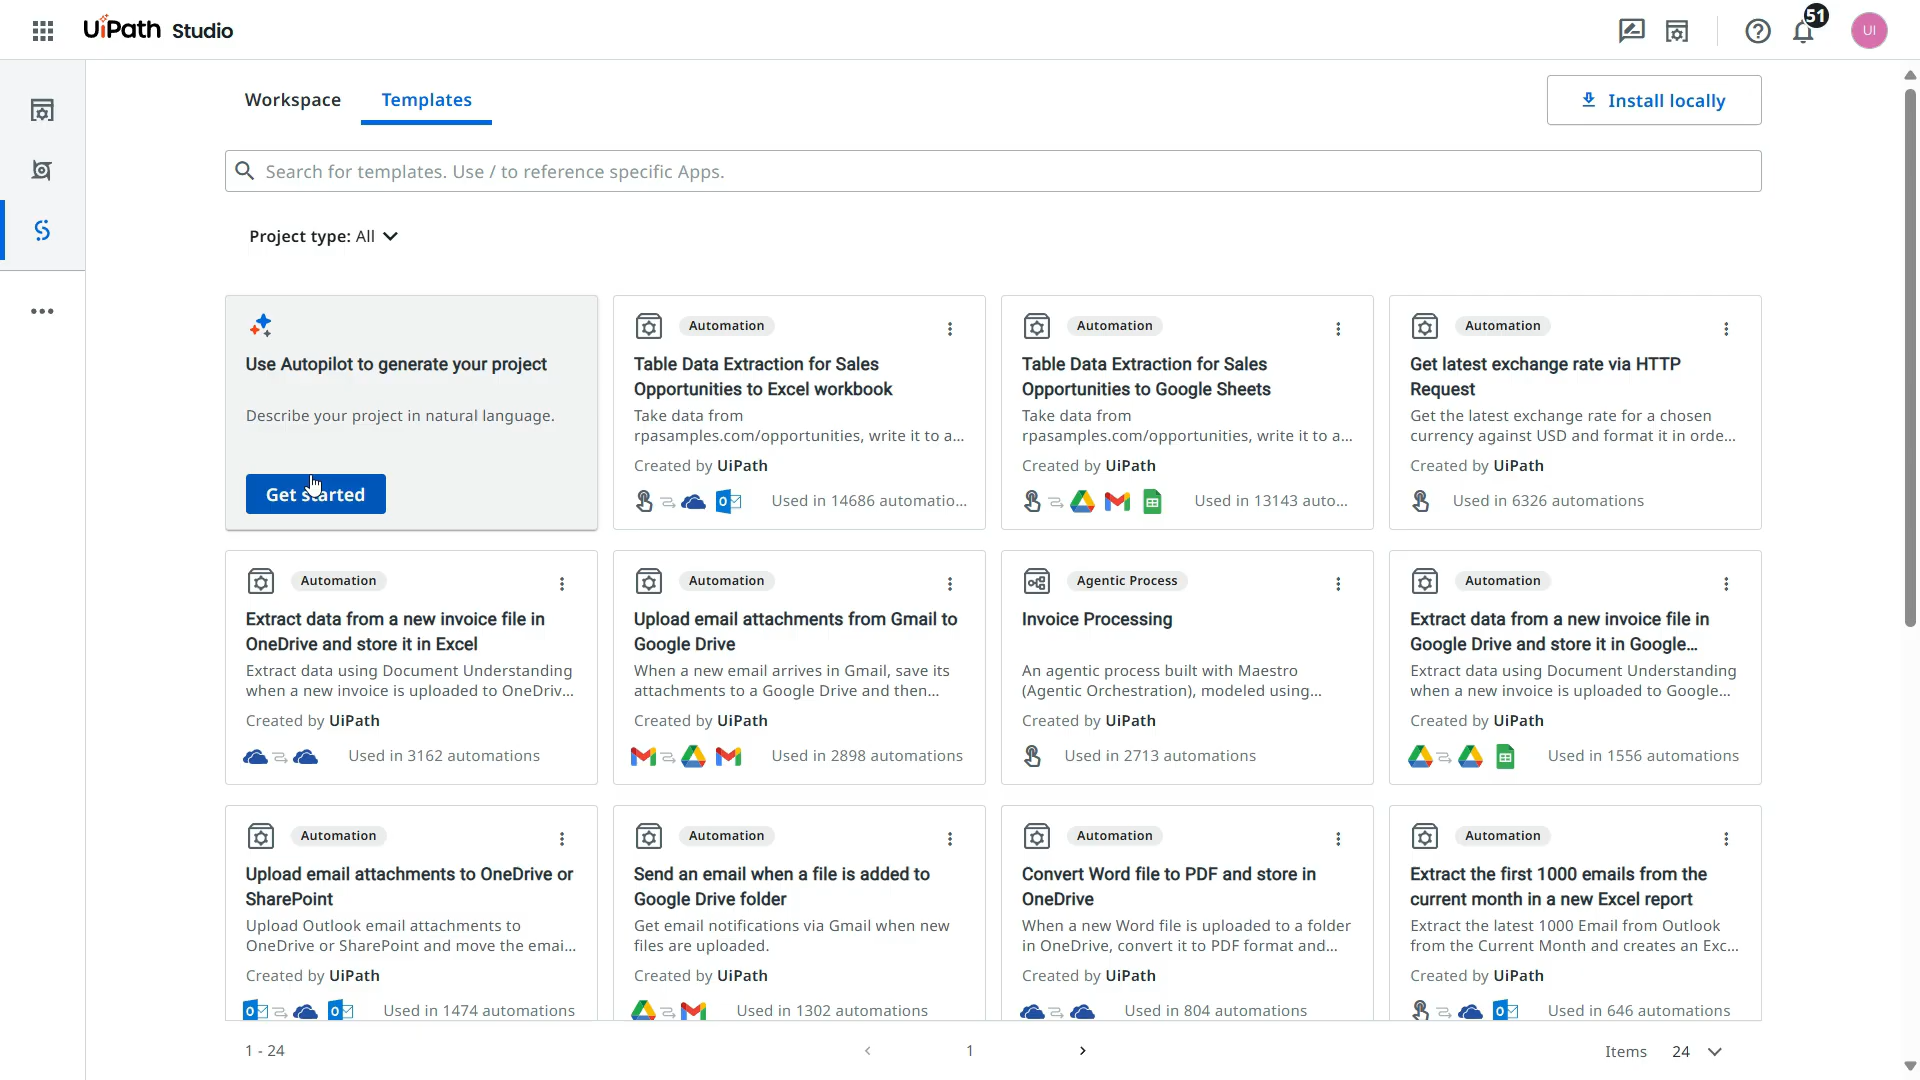 UiPath Studio
51
UI
Workspace
Templates
Install locally
Search for templates. Use / to reference specific Apps.
Project type: All
Use Autopilot to generate your project
Describe your project in natural language.
Get started
Automation
Table Data Extraction for Sales
Opportunities to Excel workbook
Take data from
rpasamples.com/opportunities, write it to a...
Created by UiPath
Used in 14686 automatio...
Automation
Table Data Extraction for Sales
Opportunities to Google Sheets
Take data from
rpasamples.com/opportunities, write it to a...
Created by UiPath
Used in 13143 auto...
Automation
Get latest exchange rate via HTTP
Request
Get the latest exchange rate for a chosen
currency against USD and format it in orde...
Created by UiPath
Used in 6326 automations
Automation
Extract data from a new invoice file in
OneDrive and store it in Excel
Extract data using Document Understanding
when a new invoice is uploaded to OneDriv...
Created by UiPath
Used in 3162 automations
Automation
Upload email attachments from Gmail to
Google Drive
When a new email arrives in Gmail, save its
attachments to a Google Drive and then...
Created by UiPath
Used in 2898 automations
Agentic Process
Invoice Processing
An agentic process built with Maestro
(Agentic Orchestration), modeled using...
Created by UiPath
Used in 2713 automations
Automation
Extract data from a new invoice file in
Google Drive and store it in Google...
Extract data using Document Understanding
when a new invoice is uploaded to Google...
Created by UiPath
Used in 1556 automations
Automation
Upload email attachments to OneDrive or
SharePoint
Upload Outlook email attachments to
OneDrive or SharePoint and move the emai...
Created by UiPath
Used in 1474 automations
Automation
Send an email when a file is added to
Google Drive folder
Get email notifications via Gmail when new
files are uploaded.
Created by UiPath
Used in 1302 automations
Automation
Convert Word file to PDF and store in
OneDrive
When a new Word file is uploaded to a folder
in OneDrive, convert it to PDF format and...
Created by UiPath
Used in 804 automations
Automation
Extract the first 1000 emails from the
current month in a new Excel report
Extract the latest 1000 Email from Outlook
from the Current Month and creates an Exc...
Created by UiPath
Used in 646 automations
1 - 24
1
Items 24